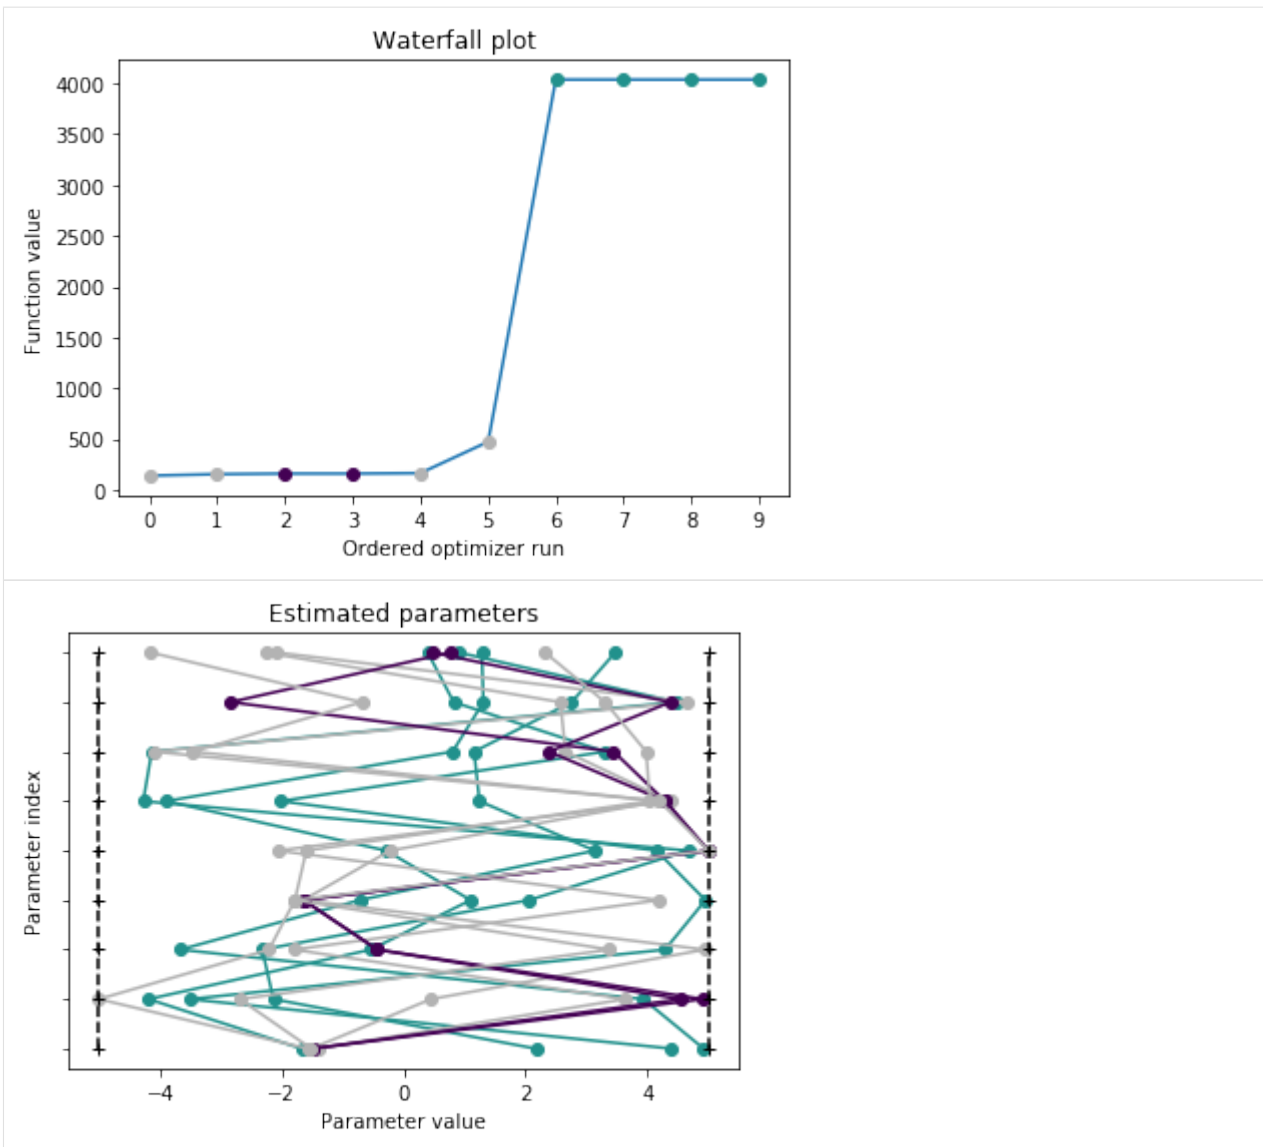 Waterfall plot
4000
3500
3000
2500
2000
1500
1000
500
0
Function value
0 1 2 3 4 5 6 7 8 9
Ordered optimizer run
Estimated parameters
Parameter index
−4 −2 0 2 4
Parameter value